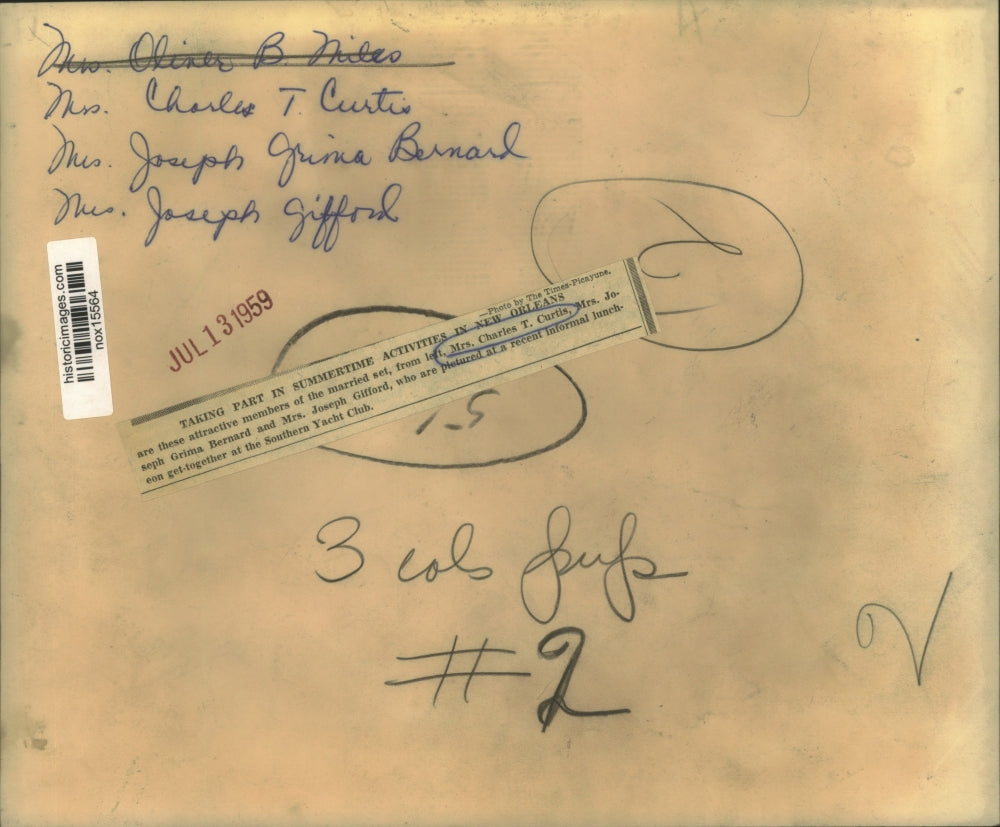 Mrs. Oliver B. Miles
Mrs. Charles T. Curtis
Mrs. Joseph Grima Bernard
Mrs. Joseph Gifford
historicimages.com
nox15564
JUL 13 1959
—Photo by The Times-Picayune.
TAKING PART IN SUMMERTIME ACTIVITIES IN NEW ORLEANS
are these attractive members of the married set, from left, Mrs. Charles T. Curtis, Mrs. Jo-
seph Grima Bernard and Mrs. Joseph Gifford, who are pictured at a recent informal lunch-
eon get-together at the Southern Yacht Club.
15
3 cols
#2